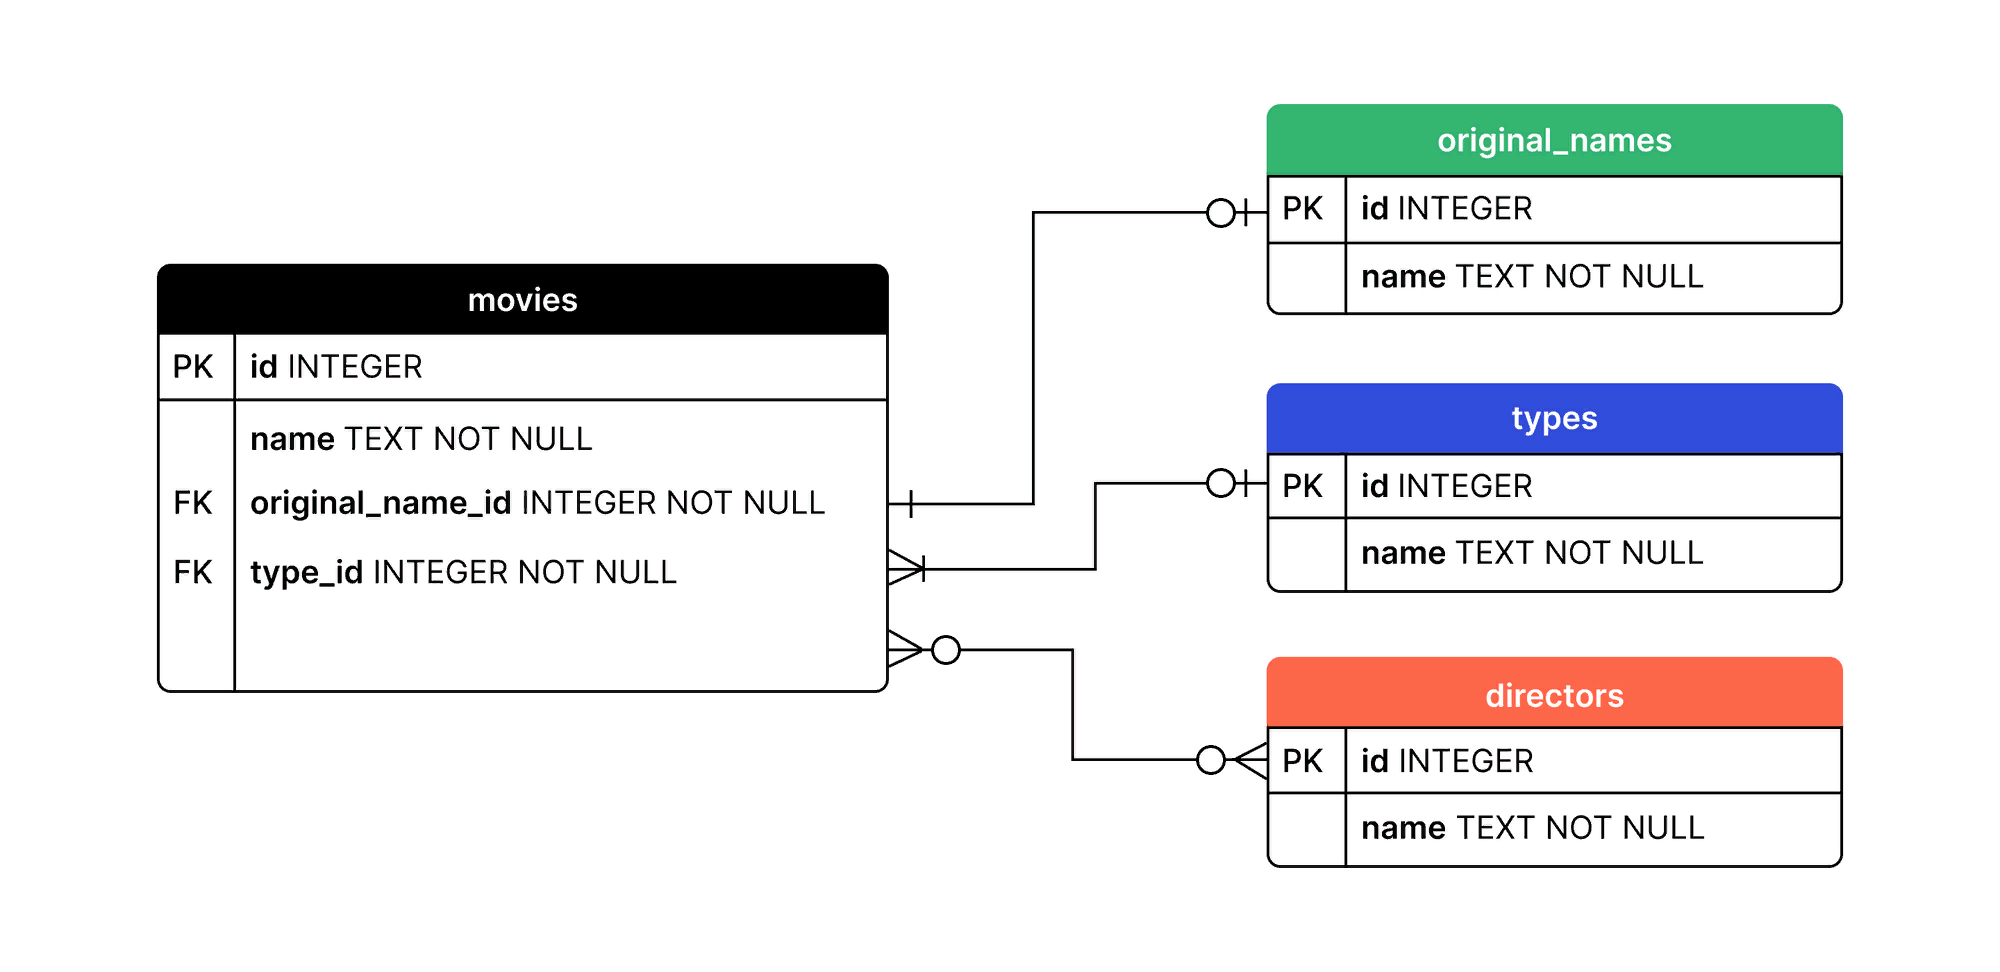 movies
PK id INTEGER
name TEXT NOT NULL
FK original_name_id INTEGER NOT NULL
FK type_id INTEGER NOT NULL
original_names
PK id INTEGER
name TEXT NOT NULL
types
PK id INTEGER
name TEXT NOT NULL
directors
PK id INTEGER
name TEXT NOT NULL